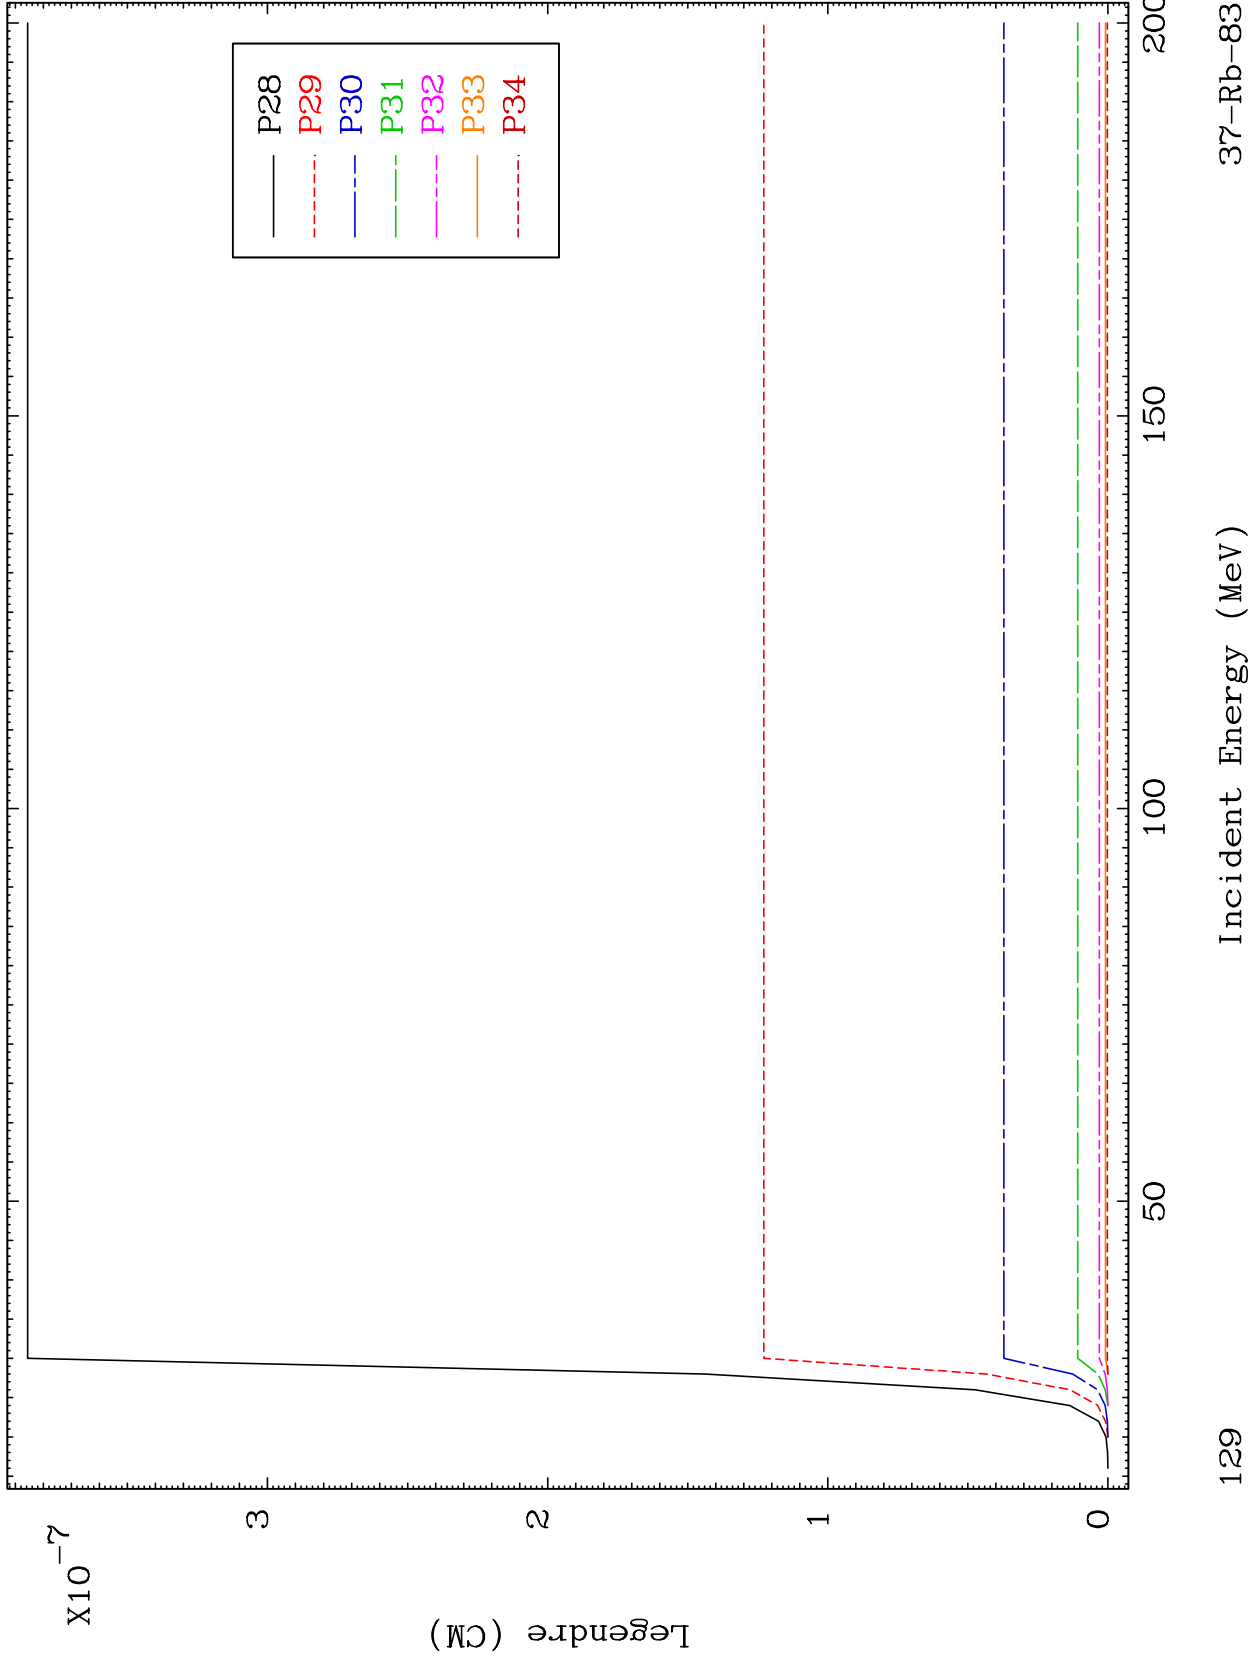 X10-7
Legendre (CM)
3
2
1
0
P28
P29
P30
P31
P32
P33
P34
50
100
150
200
Incident Energy (MeV)
129
37-Rb-83